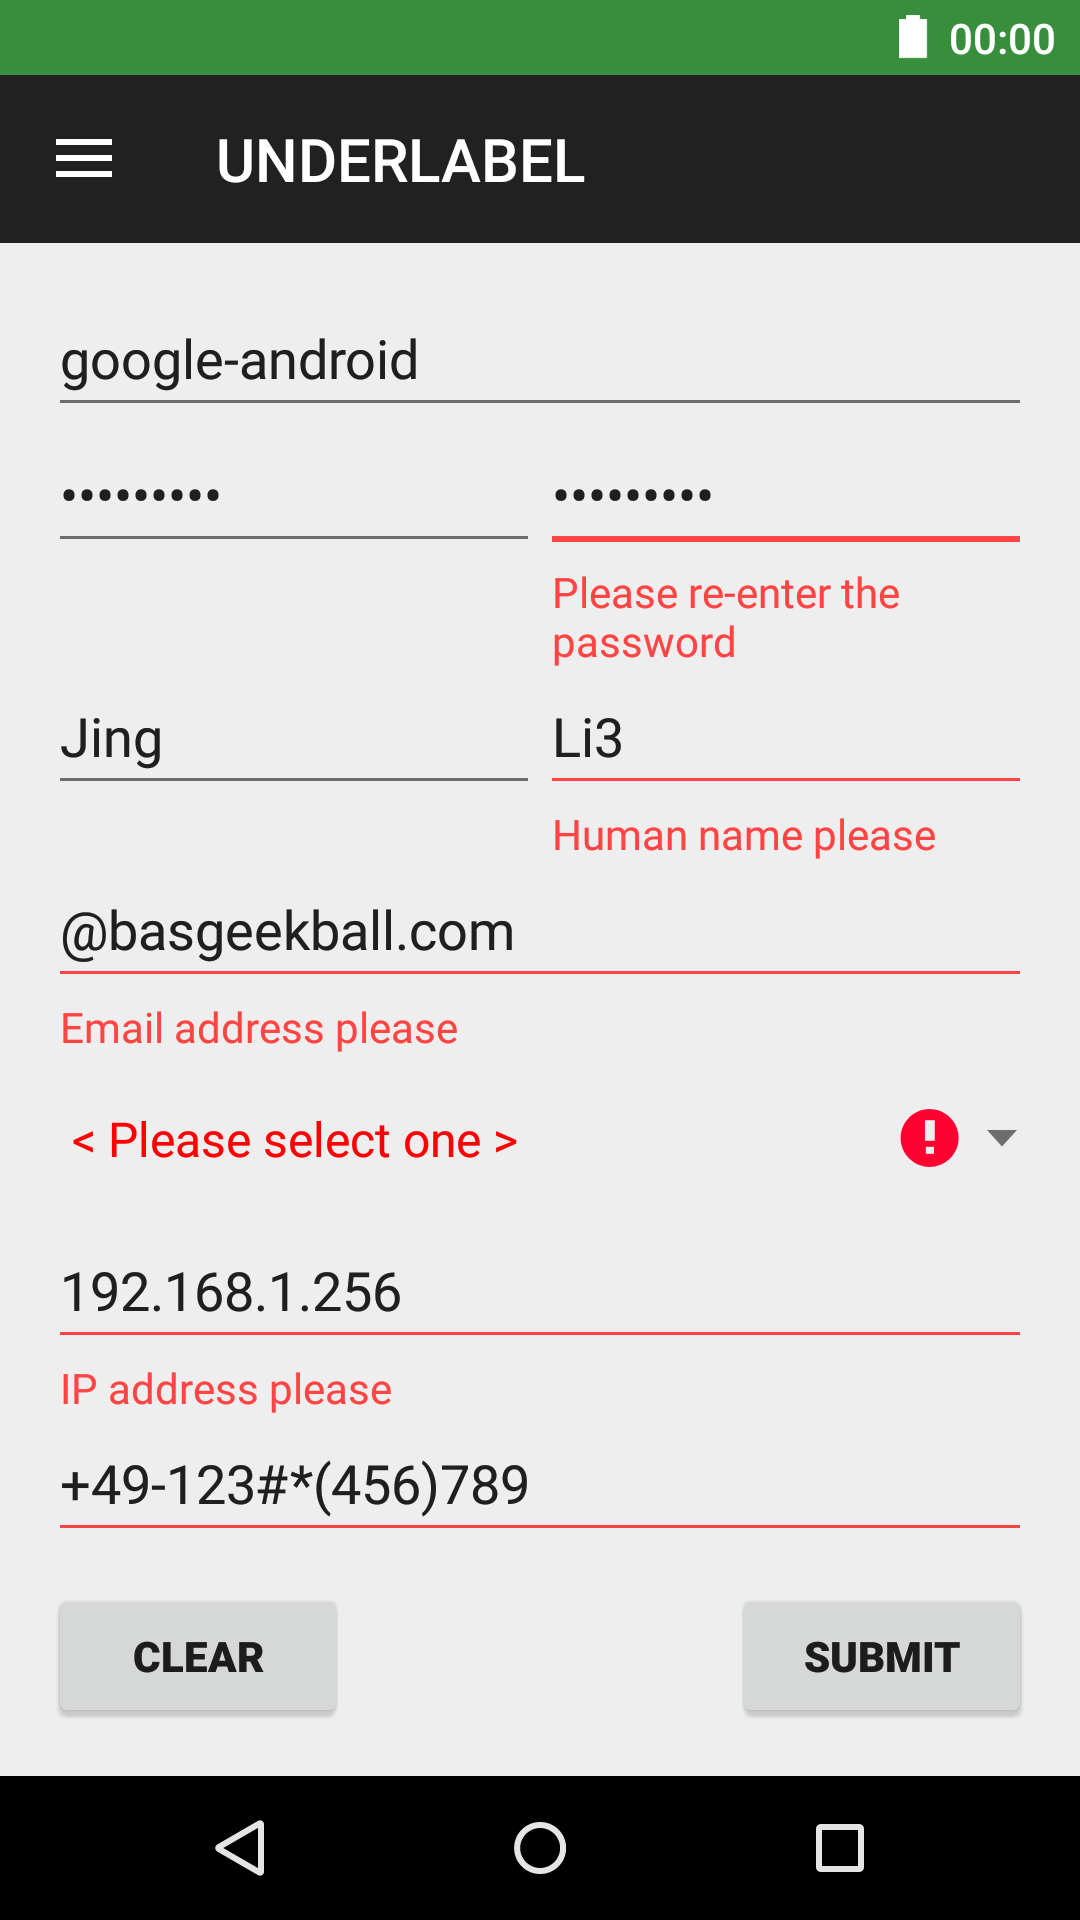 00:00
UNDERLABEL
google-android
••••••••• •••••••••
Please re-enter the
password
Jing Li3
Human name please
@basgeekball.com
Email address please
< Please select one >
192.168.1.256
IP address please
+49-123#*(456)789
CLEAR SUBMIT